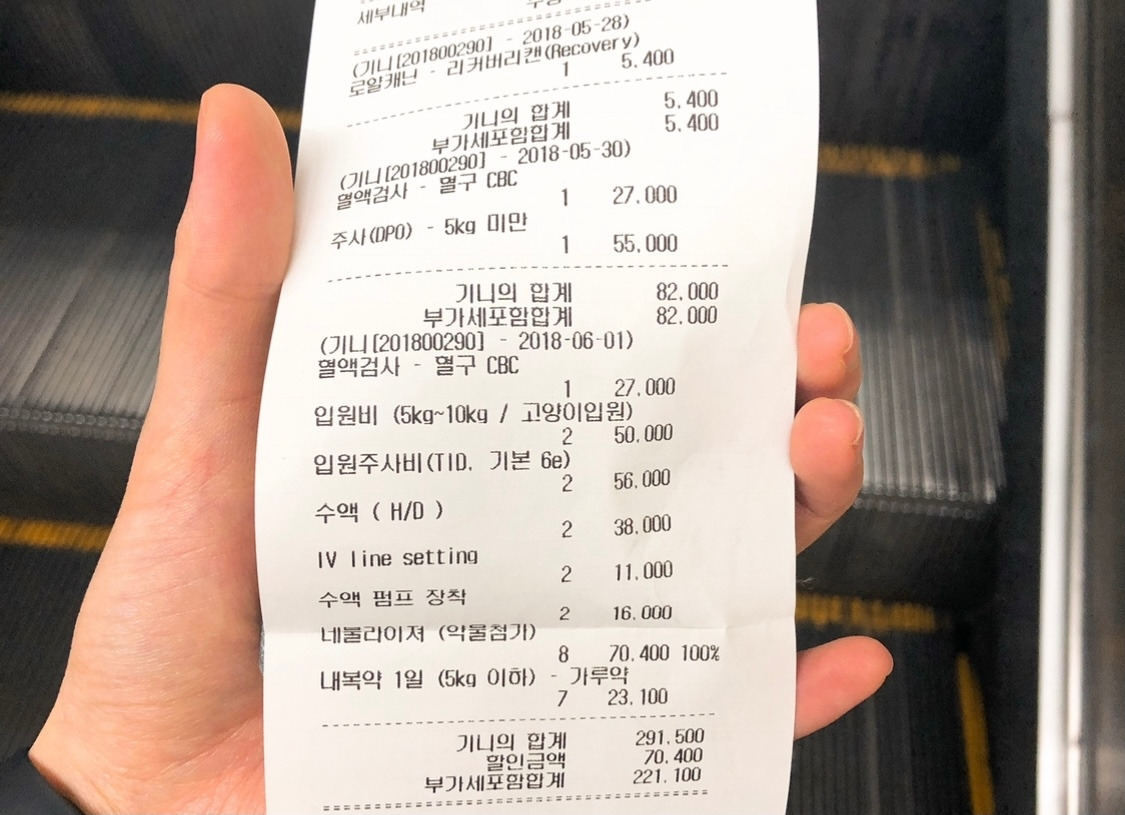 세부내역
(기니[201800290] - 2018-05-28)
로얄캐닌 - 리커버리캔(Recovery)
1 5,400
기니의 합계 5,400
부가세포함합계 5,400
(기니[201800290] - 2018-05-30)
혈액검사 - 혈구 CBC
1 27,000
주사(DPO) - 5kg 미만
1 55,000
기니의 합계 82,000
부가세포함합계 82,000
(기니[201800290] - 2018-06-01)
혈액검사 - 혈구 CBC
1 27,000
입원비 (5kg~10kg / 고양이입원)
2 50,000
입원주사비(TID, 기본 6e)
2 56,000
수액 ( H/D )
2 38,000
IV line setting
2 11,000
수액 펌프 장착
2 16,000
네뷸라이져 (약물첨가)
8 70,400 100%
내복약 1일 (5kg 이하) - 가루약
7 23,100
기니의 합계 291,500
할인금액 70,400
부가세포함합계 221,100